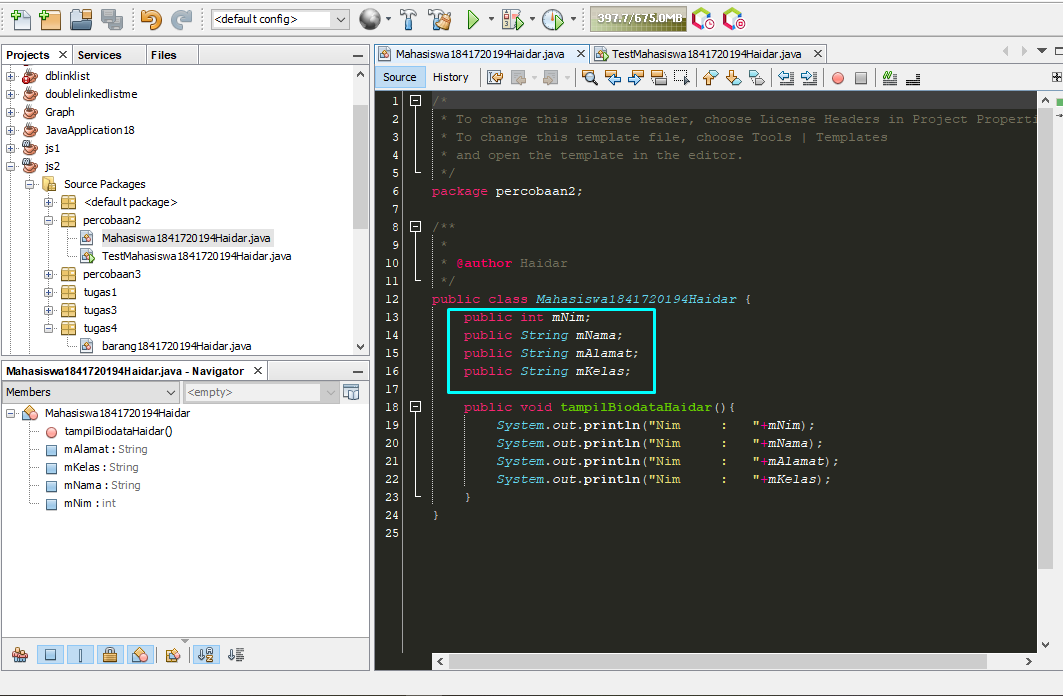 <default config>
397.7/675.0MB
Projects
Services
Files
dblinklist
doublelinkedlistme
Graph
JavaApplication18
js1
js2
Source Packages
<default package>
percobaan2
Mahasiswa1841720194Haidar.java
TestMahasiswa1841720194Haidar.java
percobaan3
tugas1
tugas3
tugas4
barang1841720194Haidar.java
Mahasiswa1841720194Haidar.java - Navigator
Members
<empty>
Mahasiswa1841720194Haidar
tampilBiodataHaidar()
mAlamat : String
mKelas : String
mNama : String
mNim : int
Mahasiswa1841720194Haidar.java
TestMahasiswa1841720194Haidar.java
Source
History
1 /*
2 * To change this license header, choose License Headers in Project Properti
3 * To change this template file, choose Tools | Templates
4 * and open the template in the editor.
5 */
6 package percobaan2;
7
8 /**
9 *
10 * @author Haidar
11 */
12 public class Mahasiswa1841720194Haidar {
13 public int mNim;
14 public String mNama;
15 public String mAlamat;
16 public String mKelas;
17
18 public void tampilBiodataHaidar(){
19 System.out.println("Nim     :   "+mNim);
20 System.out.println("Nim     :   "+mNama);
21 System.out.println("Nim     :   "+mAlamat);
22 System.out.println("Nim     :   "+mKelas);
23 }
24 }
25